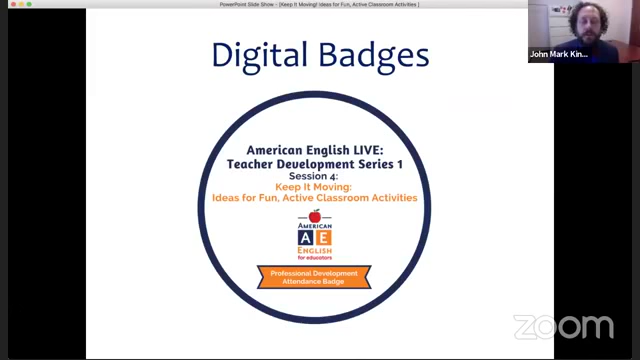 PowerPoint Slide Show - [Keep It Moving! Ideas for Fun, Active Classroom Activities ]
John Mark Kin...
Digital Badges
American English LIVE:
Teacher Development Series 1
Session 4:
Keep It Moving:
Ideas for Fun, Active Classroom Activities
AMERICAN
A E
ENGLISH
for educators
Professional Development
Attendance Badge
zoom